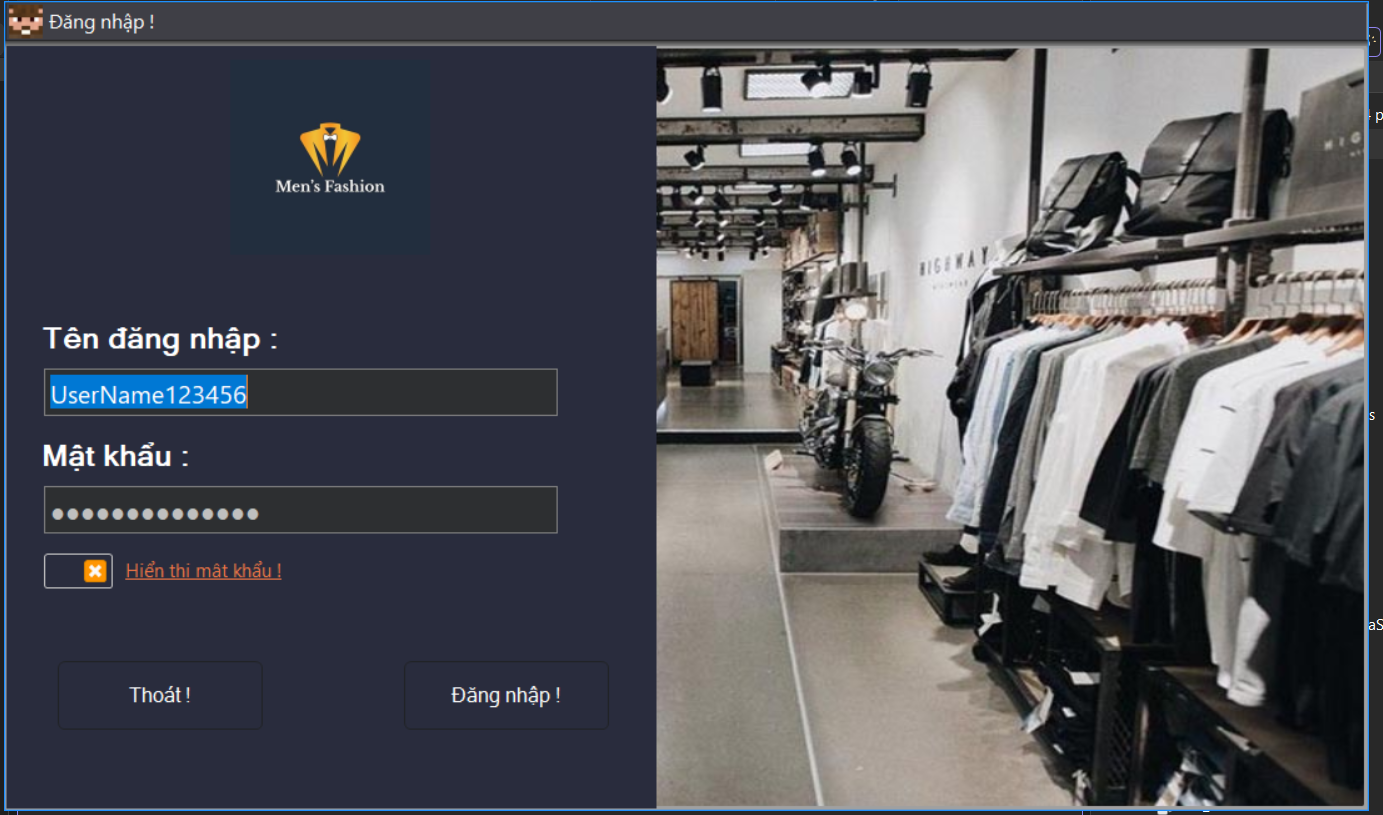 Đăng nhập !
Men's Fashion
HIGHWAY
Tên đăng nhập :
UserName123456
Mật khẩu :
Hiển thị mật khẩu !
Thoát !
Đăng nhập !